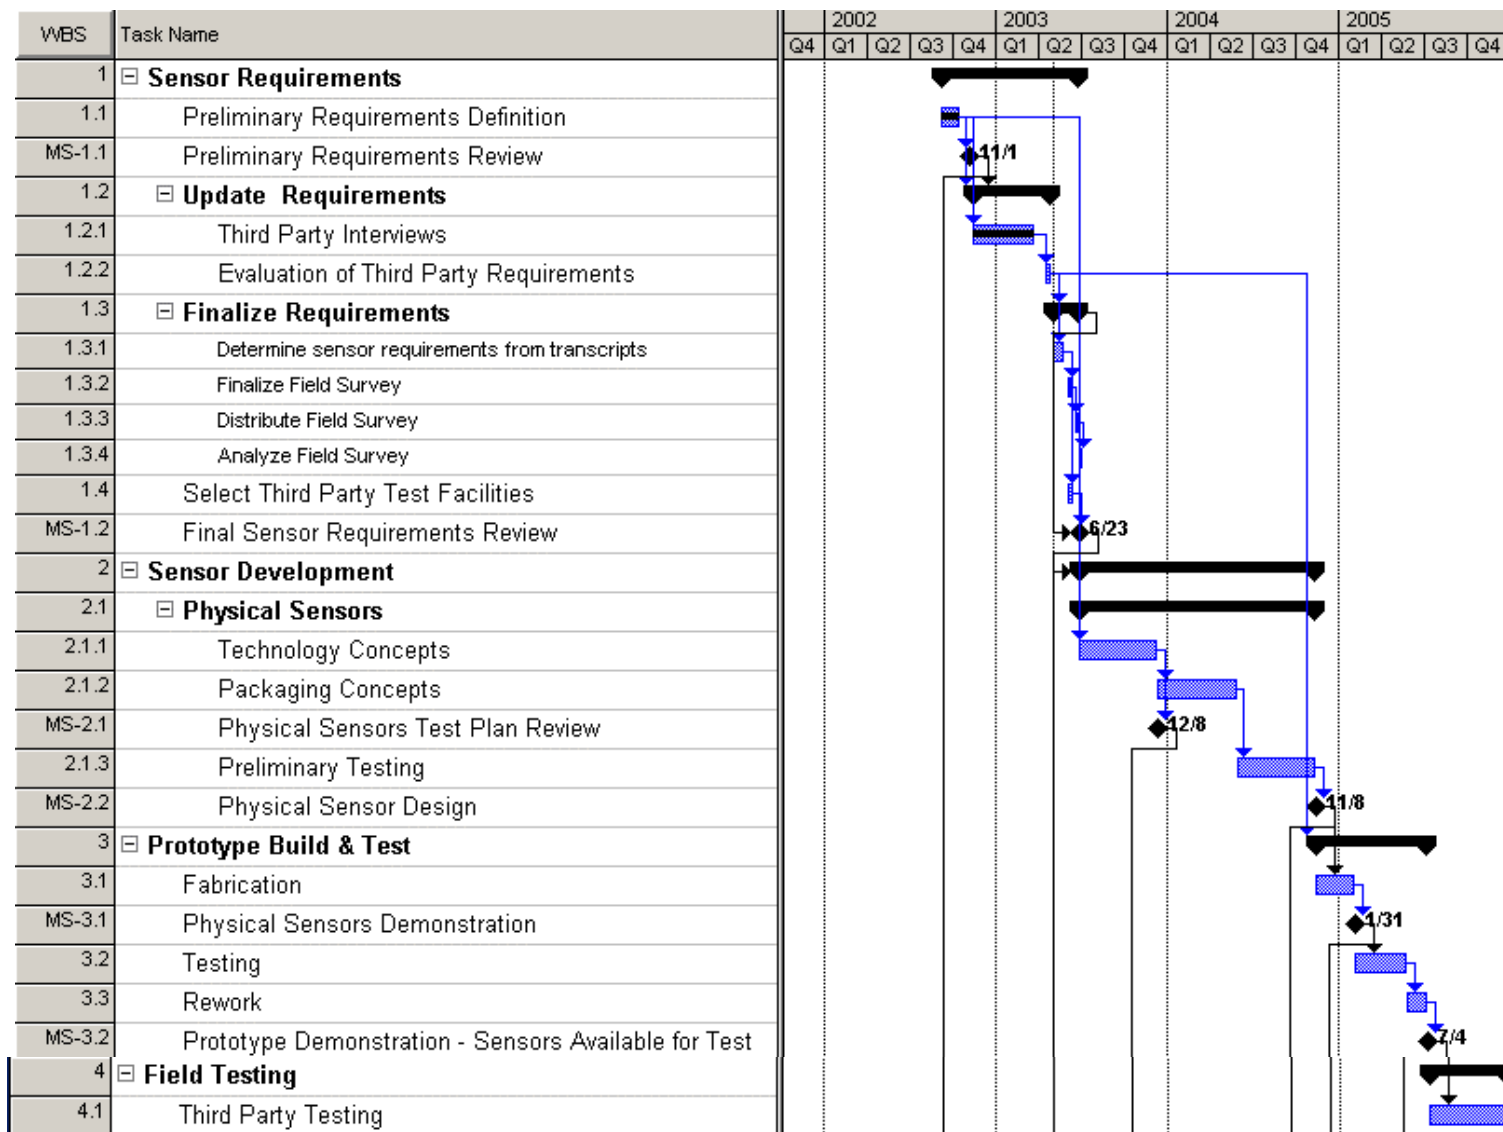 WBS Task Name 2002 2003 2004 2005
Q4 Q1 Q2 Q3 Q4 Q1 Q2 Q3 Q4 Q1 Q2 Q3 Q4 Q1 Q2 Q3 Q4
1 Sensor Requirements
1.1 Preliminary Requirements Definition
MS-1.1 Preliminary Requirements Review 11/1
1.2 Update Requirements
1.2.1 Third Party Interviews
1.2.2 Evaluation of Third Party Requirements
1.3 Finalize Requirements
1.3.1 Determine sensor requirements from transcripts
1.3.2 Finalize Field Survey
1.3.3 Distribute Field Survey
1.3.4 Analyze Field Survey
1.4 Select Third Party Test Facilities
MS-1.2 Final Sensor Requirements Review 6/23
2 Sensor Development
2.1 Physical Sensors
2.1.1 Technology Concepts
2.1.2 Packaging Concepts
MS-2.1 Physical Sensors Test Plan Review 12/8
2.1.3 Preliminary Testing
MS-2.2 Physical Sensor Design 11/8
3 Prototype Build & Test
3.1 Fabrication
MS-3.1 Physical Sensors Demonstration 1/31
3.2 Testing
3.3 Rework
MS-3.2 Prototype Demonstration - Sensors Available for Test 7/4
4 Field Testing
4.1 Third Party Testing